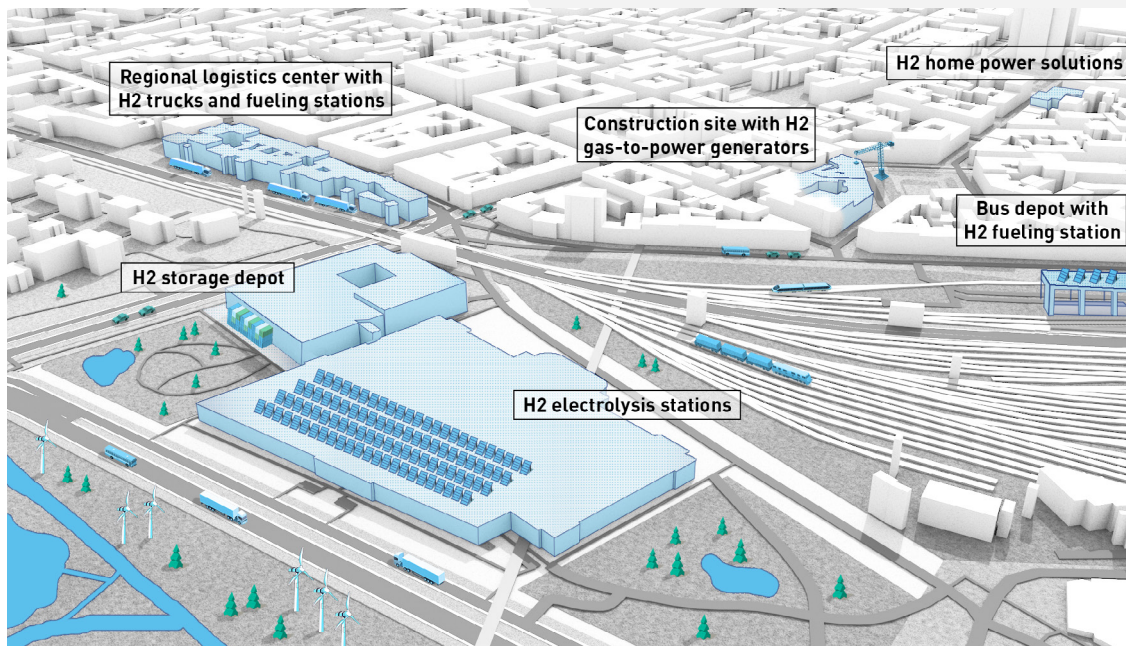 H2 home power solutions
Regional logistics center with
H2 trucks and fueling stations
Construction site with H2
gas-to-power generators
Bus depot with
H2 fueling station
H2 storage depot
H2 electrolysis stations